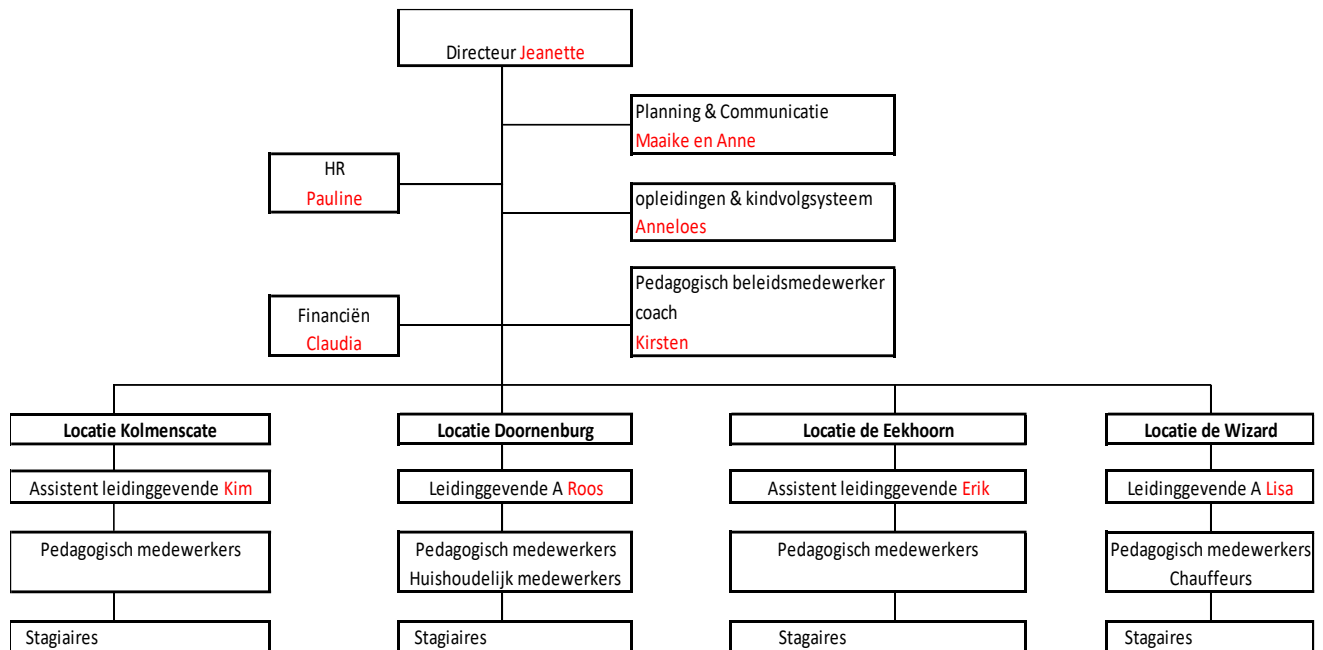 Directeur Jeanette
Planning & Communicatie
Maaike en Anne
HR
Pauline
opleidingen & kindvolgsysteem
Anneloes
Pedagogisch beleidsmedewerker
coach
Kirsten
Financiën
Claudia
Locatie Kolmenscate
Locatie Doornenburg
Locatie de Eekhoorn
Locatie de Wizard
Assistent leidinggevende Kim
Leidinggevende A Roos
Assistent leidinggevende Erik
Leidinggevende A Lisa
Pedagogisch medewerkers
Pedagogisch medewerkers
Huishoudelijk medewerkers
Pedagogisch medewerkers
Pedagogisch medewerkers
Chauffeurs
Stagiaires
Stagiaires
Stagaires
Stagaires